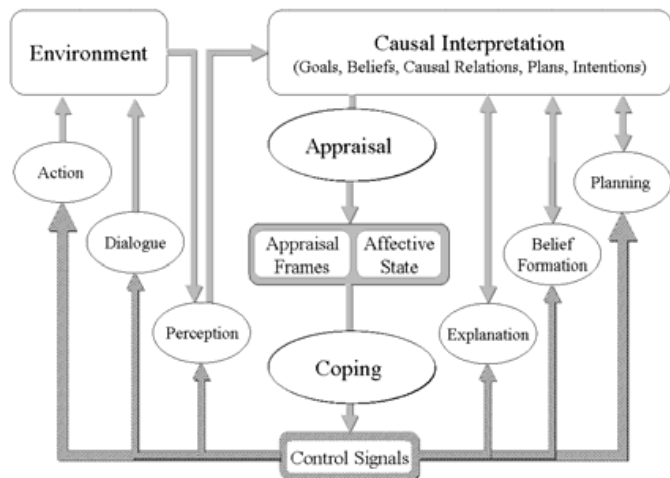 Environment
Causal Interpretation
(Goals, Beliefs, Causal Relations, Plans, Intentions)
Appraisal
Action
Planning
Dialogue
Appraisal
Frames
Affective
State
Belief
Formation
Perception
Explanation
Coping
Control Signals